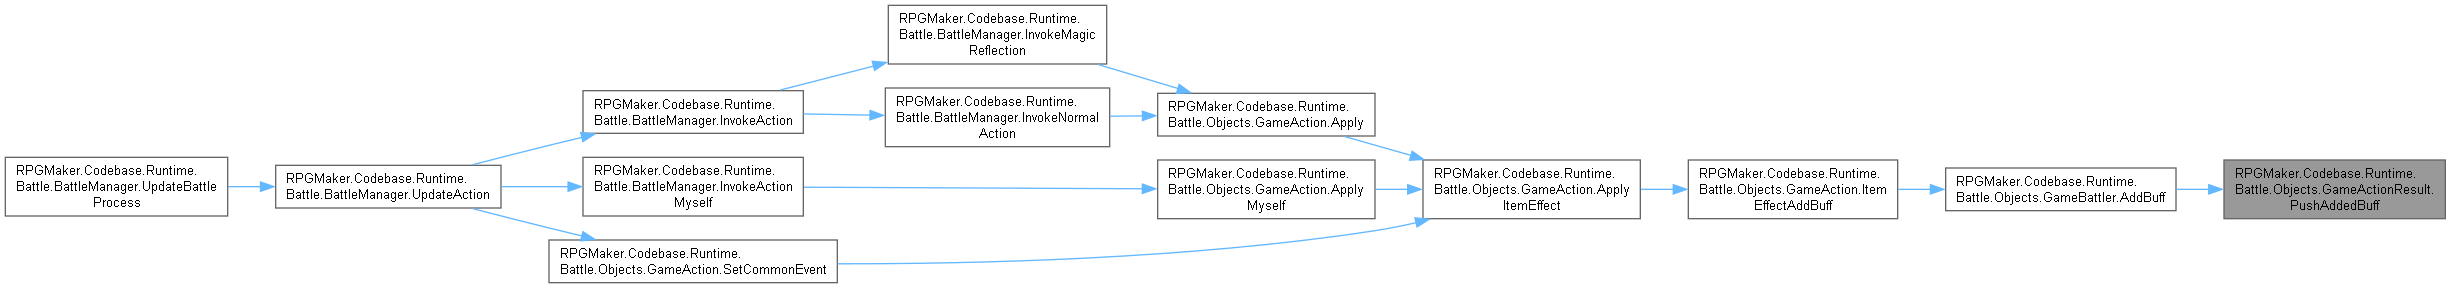 RPGMaker.Codebase.Runtime.
Battle.BattleManager.UpdateBattle
Process
RPGMaker.Codebase.Runtime.
Battle.BattleManager.UpdateAction
RPGMaker.Codebase.Runtime.
Battle.BattleManager.InvokeAction
RPGMaker.Codebase.Runtime.
Battle.BattleManager.InvokeAction
Myself
RPGMaker.Codebase.Runtime.
Battle.Objects.GameAction.SetCommonEvent
RPGMaker.Codebase.Runtime.
Battle.BattleManager.InvokeMagic
Reflection
RPGMaker.Codebase.Runtime.
Battle.BattleManager.InvokeNormal
Action
RPGMaker.Codebase.Runtime.
Battle.Objects.GameAction.Apply
RPGMaker.Codebase.Runtime.
Battle.Objects.GameAction.Apply
Myself
RPGMaker.Codebase.Runtime.
Battle.Objects.GameAction.Apply
ItemEffect
RPGMaker.Codebase.Runtime.
Battle.Objects.GameAction.Item
EffectAddBuff
RPGMaker.Codebase.Runtime.
Battle.Objects.GameBattler.AddBuff
RPGMaker.Codebase.Runtime.
Battle.Objects.GameActionResult.
PushAddedBuff